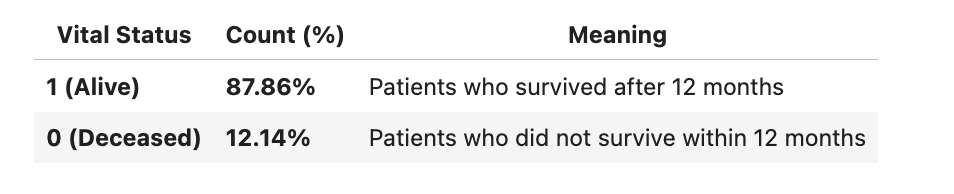 Vital Status Count (%) Meaning
1 (Alive) 87.86% Patients who survived after 12 months
0 (Deceased) 12.14% Patients who did not survive within 12 months